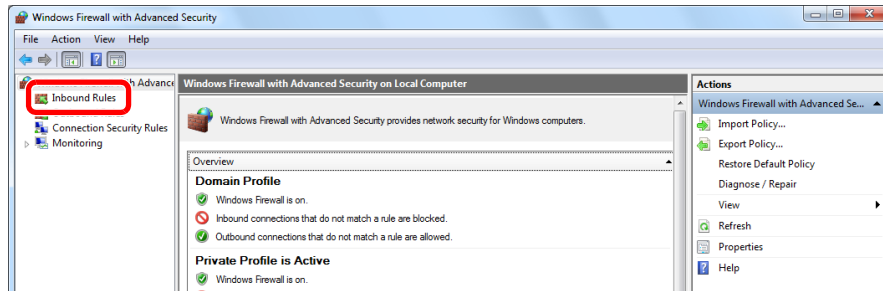 Windows Firewall with Advanced Security
File Action View Help
h Advance
Inbound Rules
Connection Security Rules
Monitoring
Windows Firewall with Advanced Security on Local Computer
Windows Firewall with Advanced Security provides network security for Windows computers.
Overview
Domain Profile
Windows Firewall is on.
Inbound connections that do not match a rule are blocked.
Outbound connections that do not match a rule are allowed.
Private Profile is Active
Windows Firewall is on.
Actions
Windows Firewall with Advanced Se...
Import Policy...
Export Policy...
Restore Default Policy
Diagnose / Repair
View
Refresh
Properties
Help